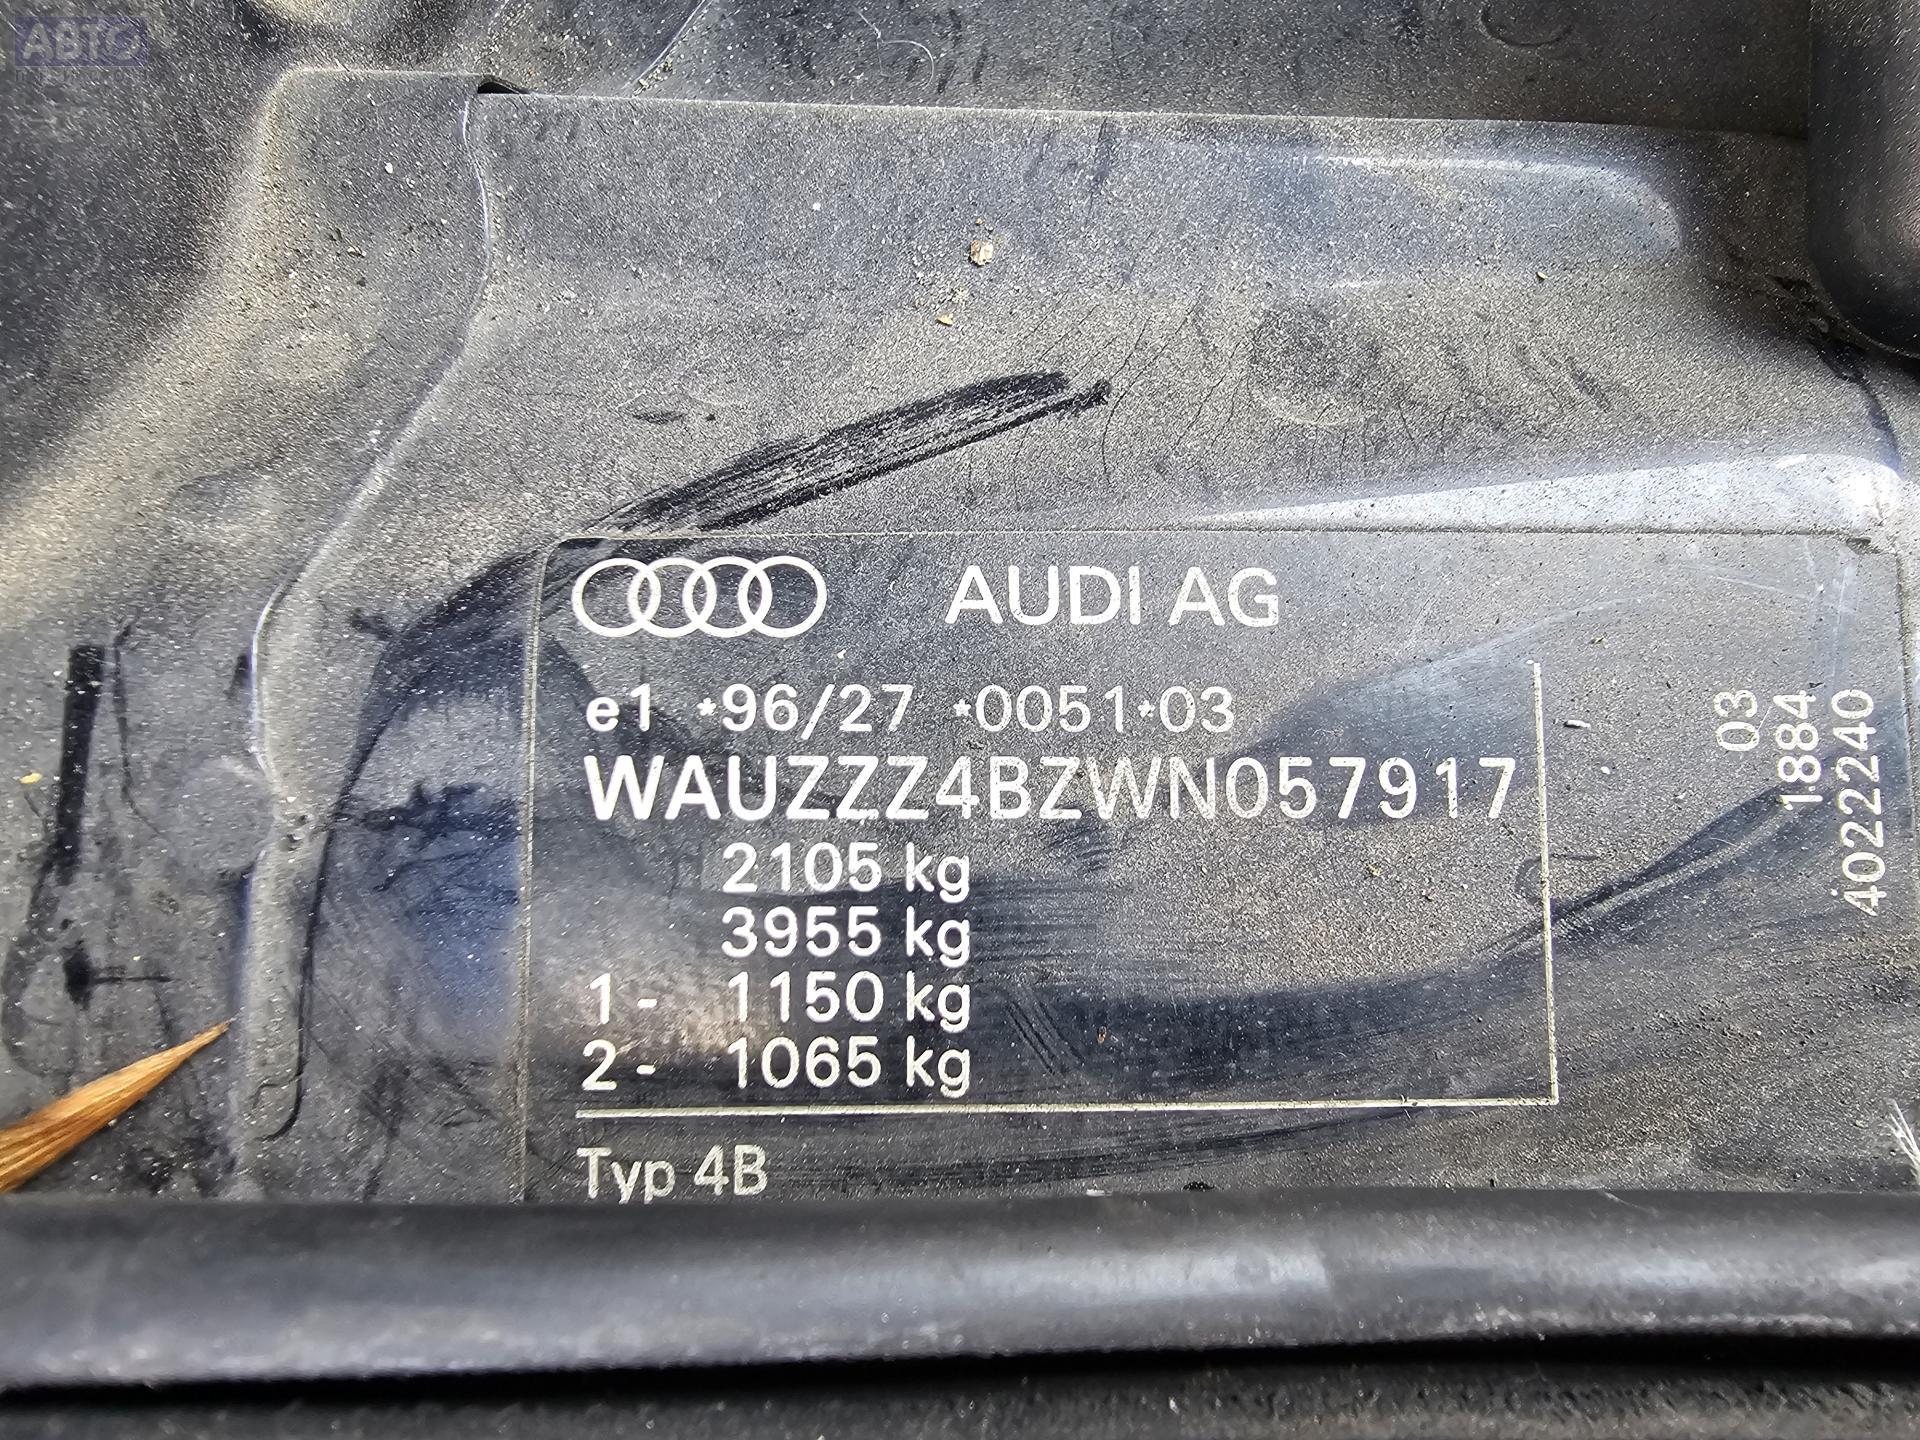 АВТО
AUDI AG
e1 *96/27 *0051*03
WAUZZZ4BZWN057917
2105 kg
3955 kg
1- 1150 kg
2- 1065 kg
Typ 4B
03
1884
4022240